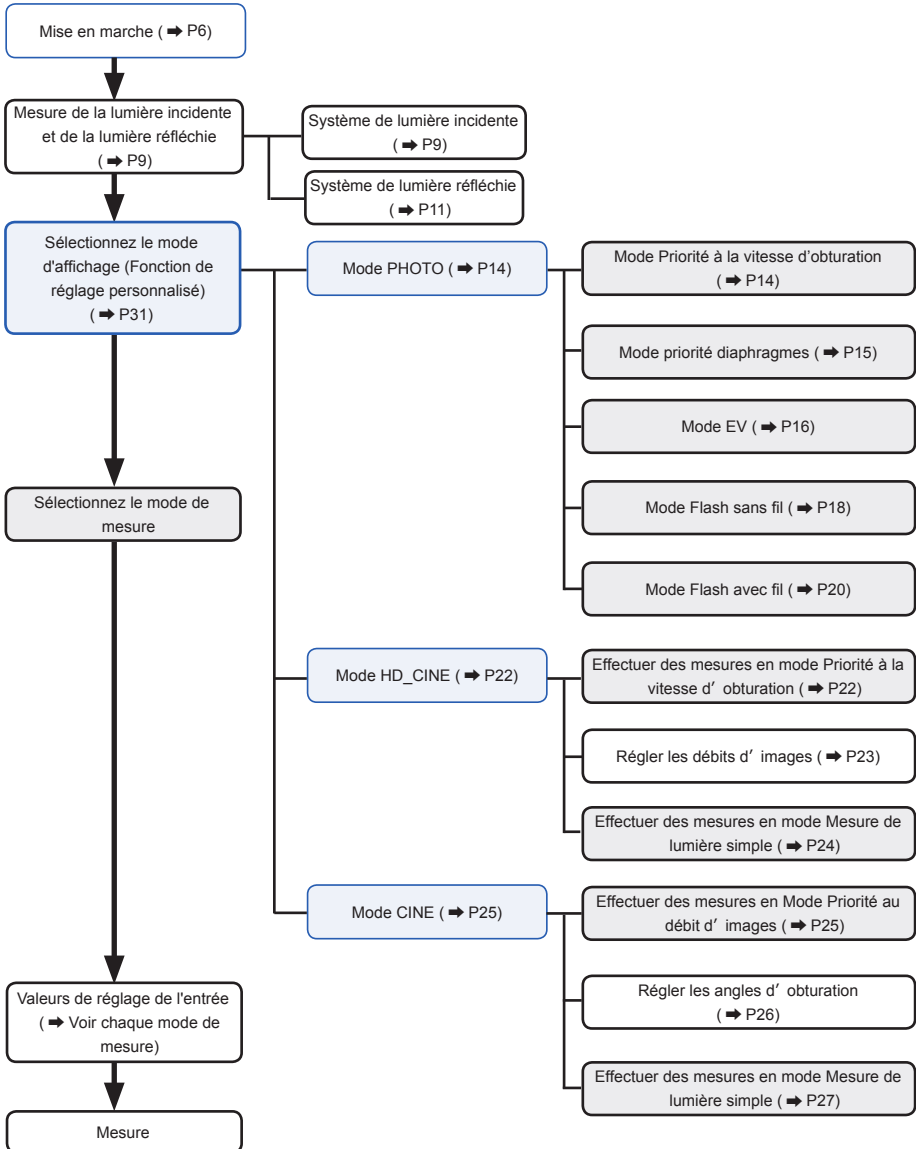 Mise en marche ( ➡ P6)
Mesure de la lumière incidente
et de la lumière réfléchie
( ➡ P9)
Système de lumière incidente
( ➡ P9)
Système de lumière réfléchie
( ➡ P11)
Sélectionnez le mode
d'affichage (Fonction de
réglage personnalisé)
( ➡ P31)
Mode PHOTO ( ➡ P14)
Mode Priorité à la vitesse d’obturation
( ➡ P14)
Mode priorité diaphragmes ( ➡ P15)
Mode EV ( ➡ P16)
Mode Flash sans fil ( ➡ P18)
Mode Flash avec fil ( ➡ P20)
Sélectionnez le mode de
mesure
Mode HD_CINE ( ➡ P22)
Effectuer des mesures en mode Priorité à la
vitesse d’ obturation ( ➡ P22)
Régler les débits d’ images ( ➡ P23)
Effectuer des mesures en mode Mesure de
lumière simple ( ➡ P24)
Mode CINE ( ➡ P25)
Effectuer des mesures en Mode Priorité au
débit d’ images ( ➡ P25)
Régler les angles d’ obturation
( ➡ P26)
Effectuer des mesures en mode Mesure de
lumière simple ( ➡ P27)
Valeurs de réglage de l'entrée
( ➡ Voir chaque mode de
mesure)
Mesure